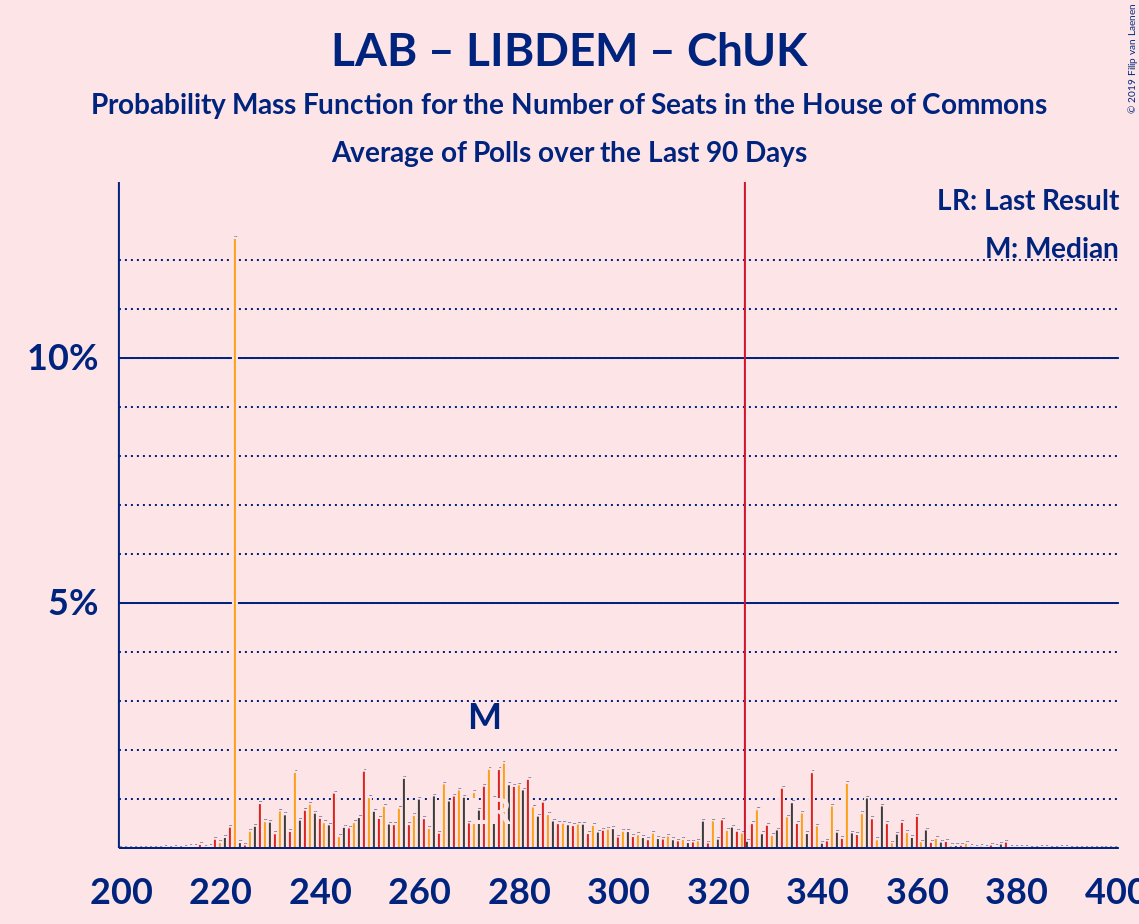 LAB – LIBDEM – ChUK
Probability Mass Function for the Number of Seats in the House of Commons
Average of Polls over the Last 90 Days
© 2019 Filip van Laenen
LR: Last Result
M: Median
10%
5%
M
200 220 240 260 280 300 320 340 360 380 400